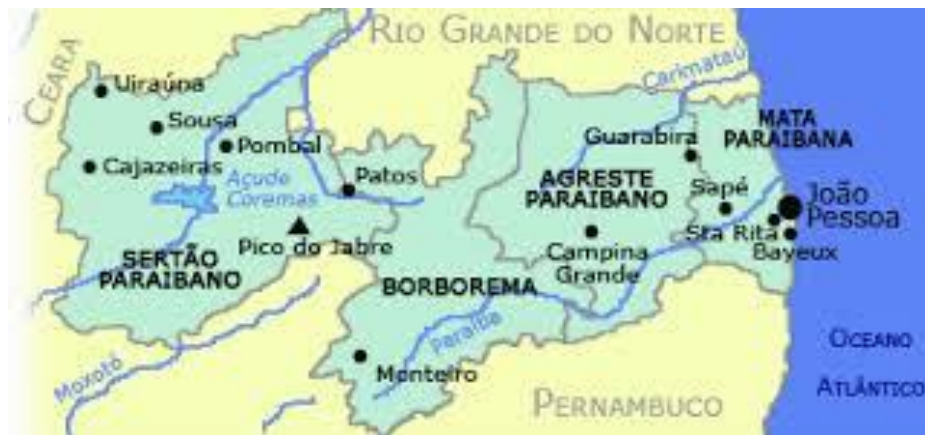 RIO GRANDE DO NORTE
CEARA
Carimataú
Uiraúna
Sousa
Pombal
Cajazeiras
Açude
Coremas
Patos
Guarabira
MATA
PARAIBANA
AGRESTE
PARAIBANO
Sapé
João
Pessoa
Sta Rita
Bayeux
Pico do Jabre
Campina
Grande
SERTÃO
PARAIBANO
BORBOREMA
Paraíba
Moxotó
Monteiro
PERNAMBUCO
OCEANO
ATLÂNTICO